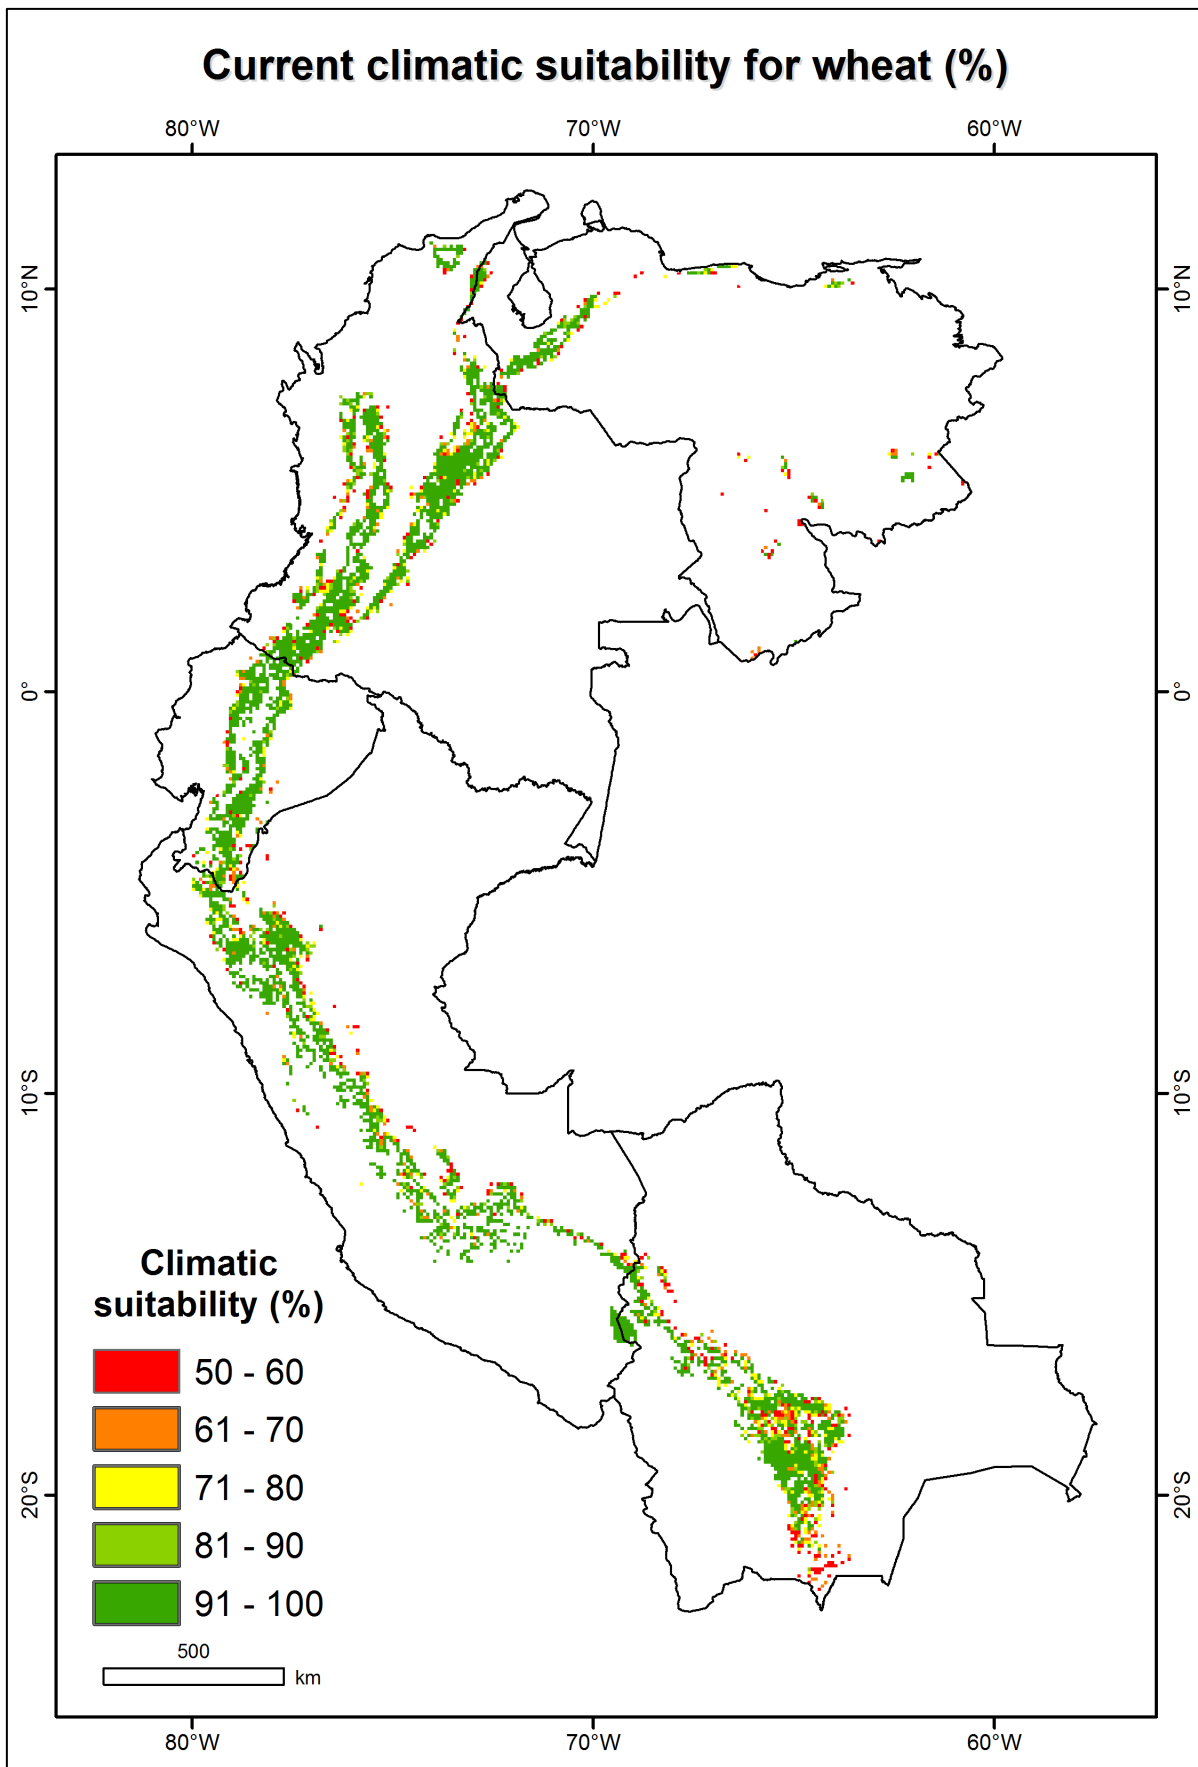 Current climatic suitability for wheat (%)
80°W 70°W 60°W
10°N 10°N
0° 0°
10°S 10°S
20°S 20°S
Climatic
suitability (%)
50 - 60
61 - 70
71 - 80
81 - 90
91 - 100
500
km
80°W 70°W 60°W